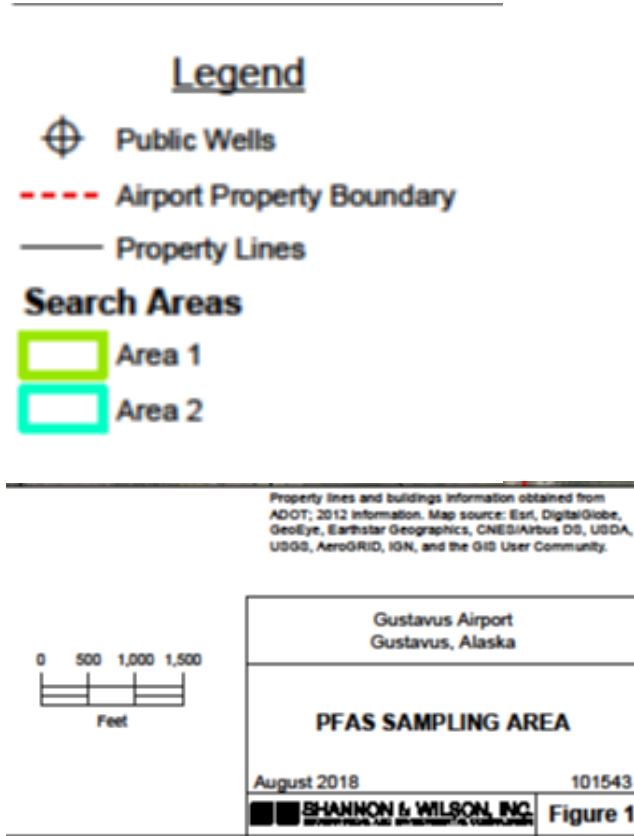 Legend
Public Wells
Airport Property Boundary
Property Lines
Search Areas
Area 1
Area 2
Property lines and buildings information obtained from
ADOT; 2012 information. Map source: Esri, DigitalGlobe,
GeoEye, Earthstar Geographics, CNES/Airbus DS, USDA,
USGS, AeroGRID, IGN, and the GIS User Community.
Gustavus Airport
Gustavus, Alaska
0 500 1,000 1,500
Feet
PFAS SAMPLING AREA
August 2018 101543
SHANNON & WILSON, INC.
Figure 1